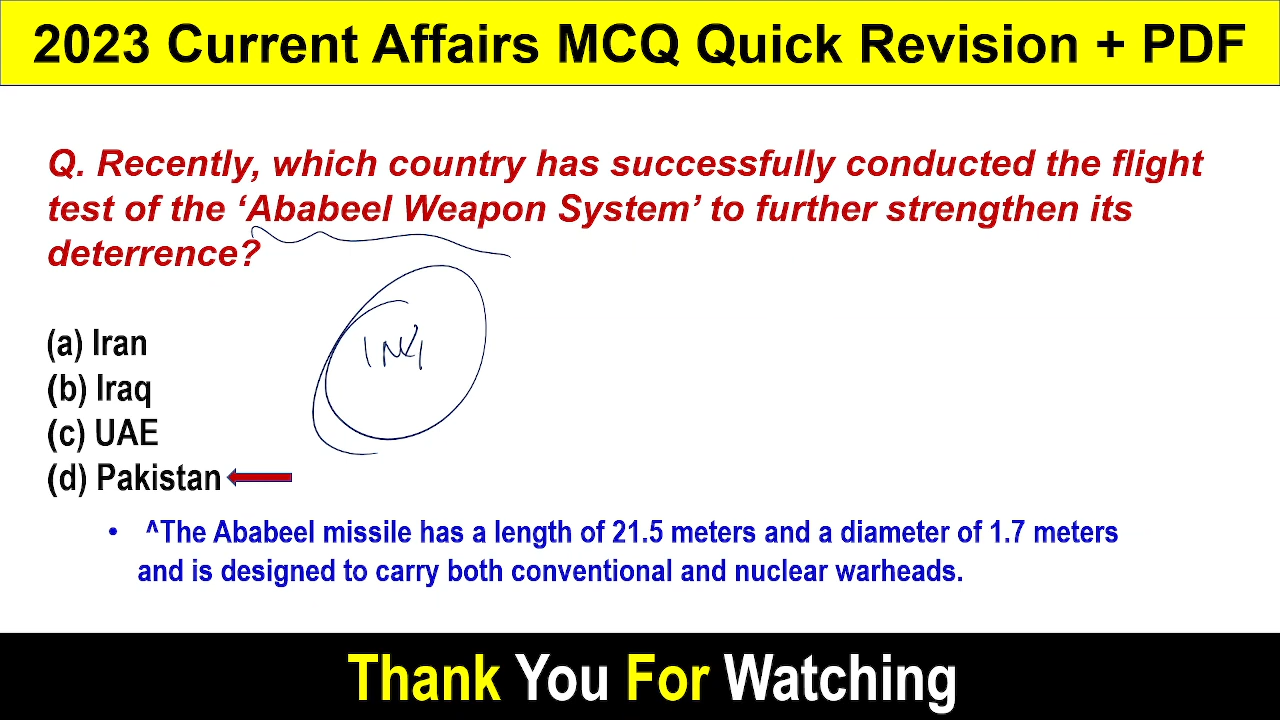 2023 Current Affairs MCQ Quick Revision + PDF
Q. Recently, which country has successfully conducted the flight
test of the ‘Ababeel Weapon System’ to further strengthen its
deterrence?
(a) Iran
(b) Iraq
(c) UAE
(d) Pakistan
• ^The Ababeel missile has a length of 21.5 meters and a diameter of 1.7 meters
and is designed to carry both conventional and nuclear warheads.
Thank You For Watching